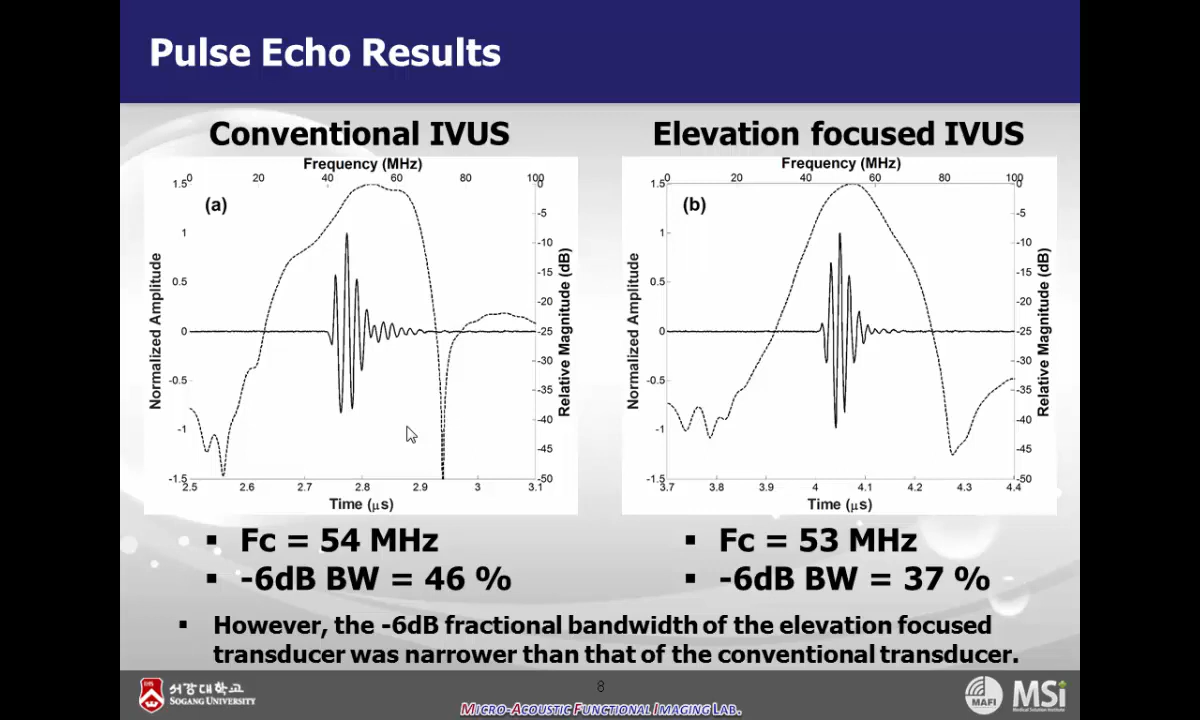 Pulse Echo Results
Conventional IVUS
Frequency (MHz)
0 20 40 60 80 100
(a)
Normalized Amplitude
1.5
1
0.5
0
-0.5
-1
-1.5
0
-5
-10
-15
-20
-25
-30
-35
-40
-45
-50
Relative Magnitude (dB)
2.5 2.6 2.7 2.8 2.9 3 3.1
Time (μs)
Elevation focused IVUS
Frequency (MHz)
0 20 40 60 80 100
(b)
Normalized Amplitude
1.5
1
0.5
0
-0.5
-1
-1.5
0
-5
-10
-15
-20
-25
-30
-35
-40
-45
-50
Relative Magnitude (dB)
3.7 3.8 3.9 4 4.1 4.2 4.3 4.4
Time (μs)
▪ Fc = 54 MHz
▪ -6dB BW = 46 %
▪ Fc = 53 MHz
▪ -6dB BW = 37 %
▪ However, the -6dB fractional bandwidth of the elevation focused
transducer was narrower than that of the conventional transducer.
서강대학교
SOGANG UNIVERSITY
8
MICRO-ACOUSTIC FUNCTIONAL IMAGING LAB.
MAFI
MSi
Medical Solution Institute